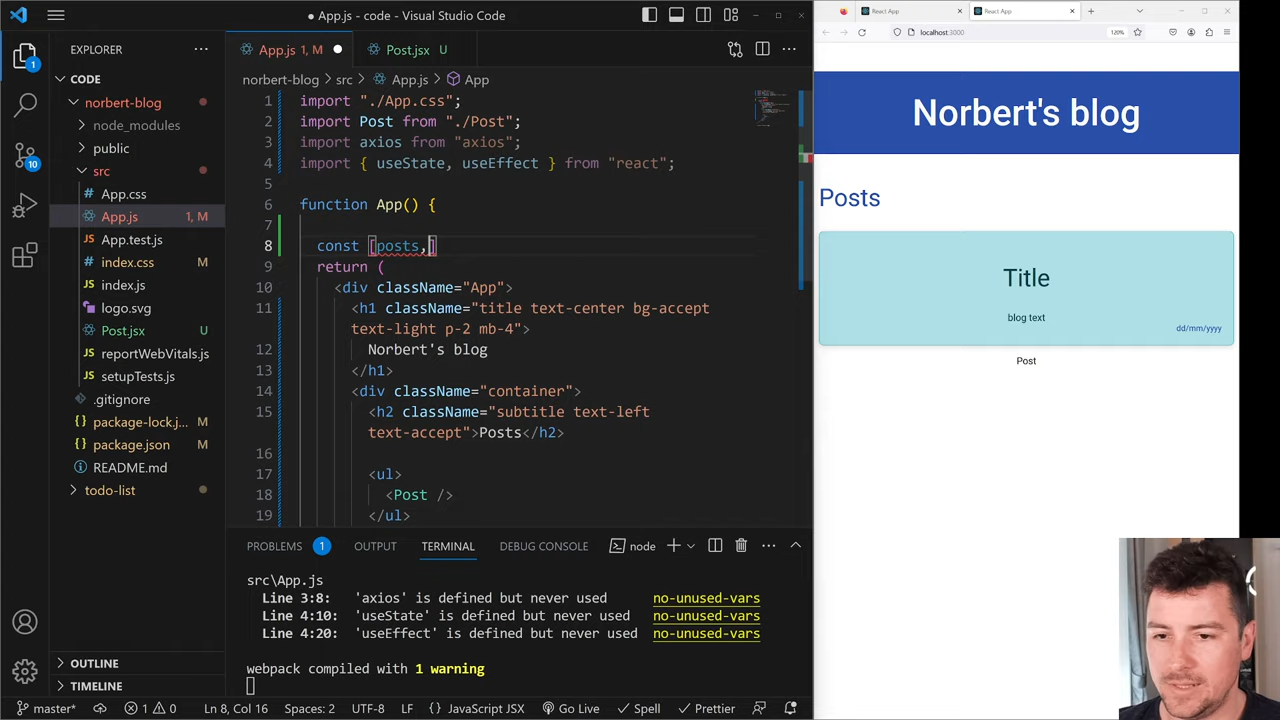 ● App.js - code - Visual Studio Code
EXPLORER
CODE
norbert-blog
node_modules
public
src
App.css
App.js 1, M
App.test.js
index.css M
index.js
logo.svg
Post.jsx U
reportWebVitals.js
setupTests.js
.gitignore
package-lock.j... M
package.json M
README.md
todo-list
OUTLINE
TIMELINE
1
10
App.js 1, M
Post.jsx U
norbert-blog > src > App.js > App
1 import "./App.css";
2 import Post from "./Post";
3 import axios from "axios";
4 import { useState, useEffect } from "react";
5
6 function App() {
7
8 const [posts,]
9 return (
10 <div className="App">
11 <h1 className="title text-center bg-accept
text-light p-2 mb-4">
12 Norbert's blog
13 </h1>
14 <div className="container">
15 <h2 className="subtitle text-left
text-accept">Posts</h2>
16
17 <ul>
18 <Post />
19 </ul>
PROBLEMS 1 OUTPUT TERMINAL DEBUG CONSOLE node
src\App.js
Line 3:8: 'axios' is defined but never used no-unused-vars
Line 4:10: 'useState' is defined but never used no-unused-vars
Line 4:20: 'useEffect' is defined but never used no-unused-vars
webpack compiled with 1 warning
master* 1 0 Ln 8, Col 16 Spaces: 2 UTF-8 LF {} JavaScript JSX Go Live Spell Prettier
React App
React App
localhost:3000 120%
Norbert's blog
Posts
Title
blog text
dd/mm/yyyy
Post